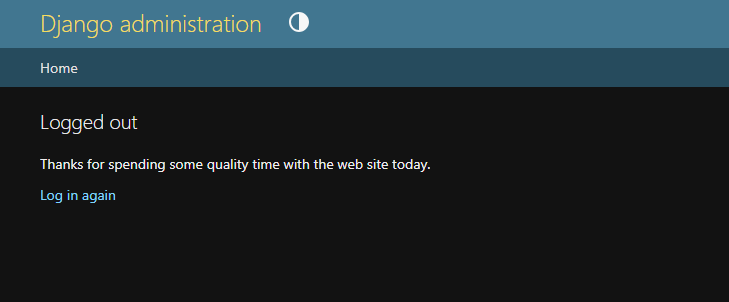 Django administration
Home
Logged out
Thanks for spending some quality time with the web site today.
Log in again